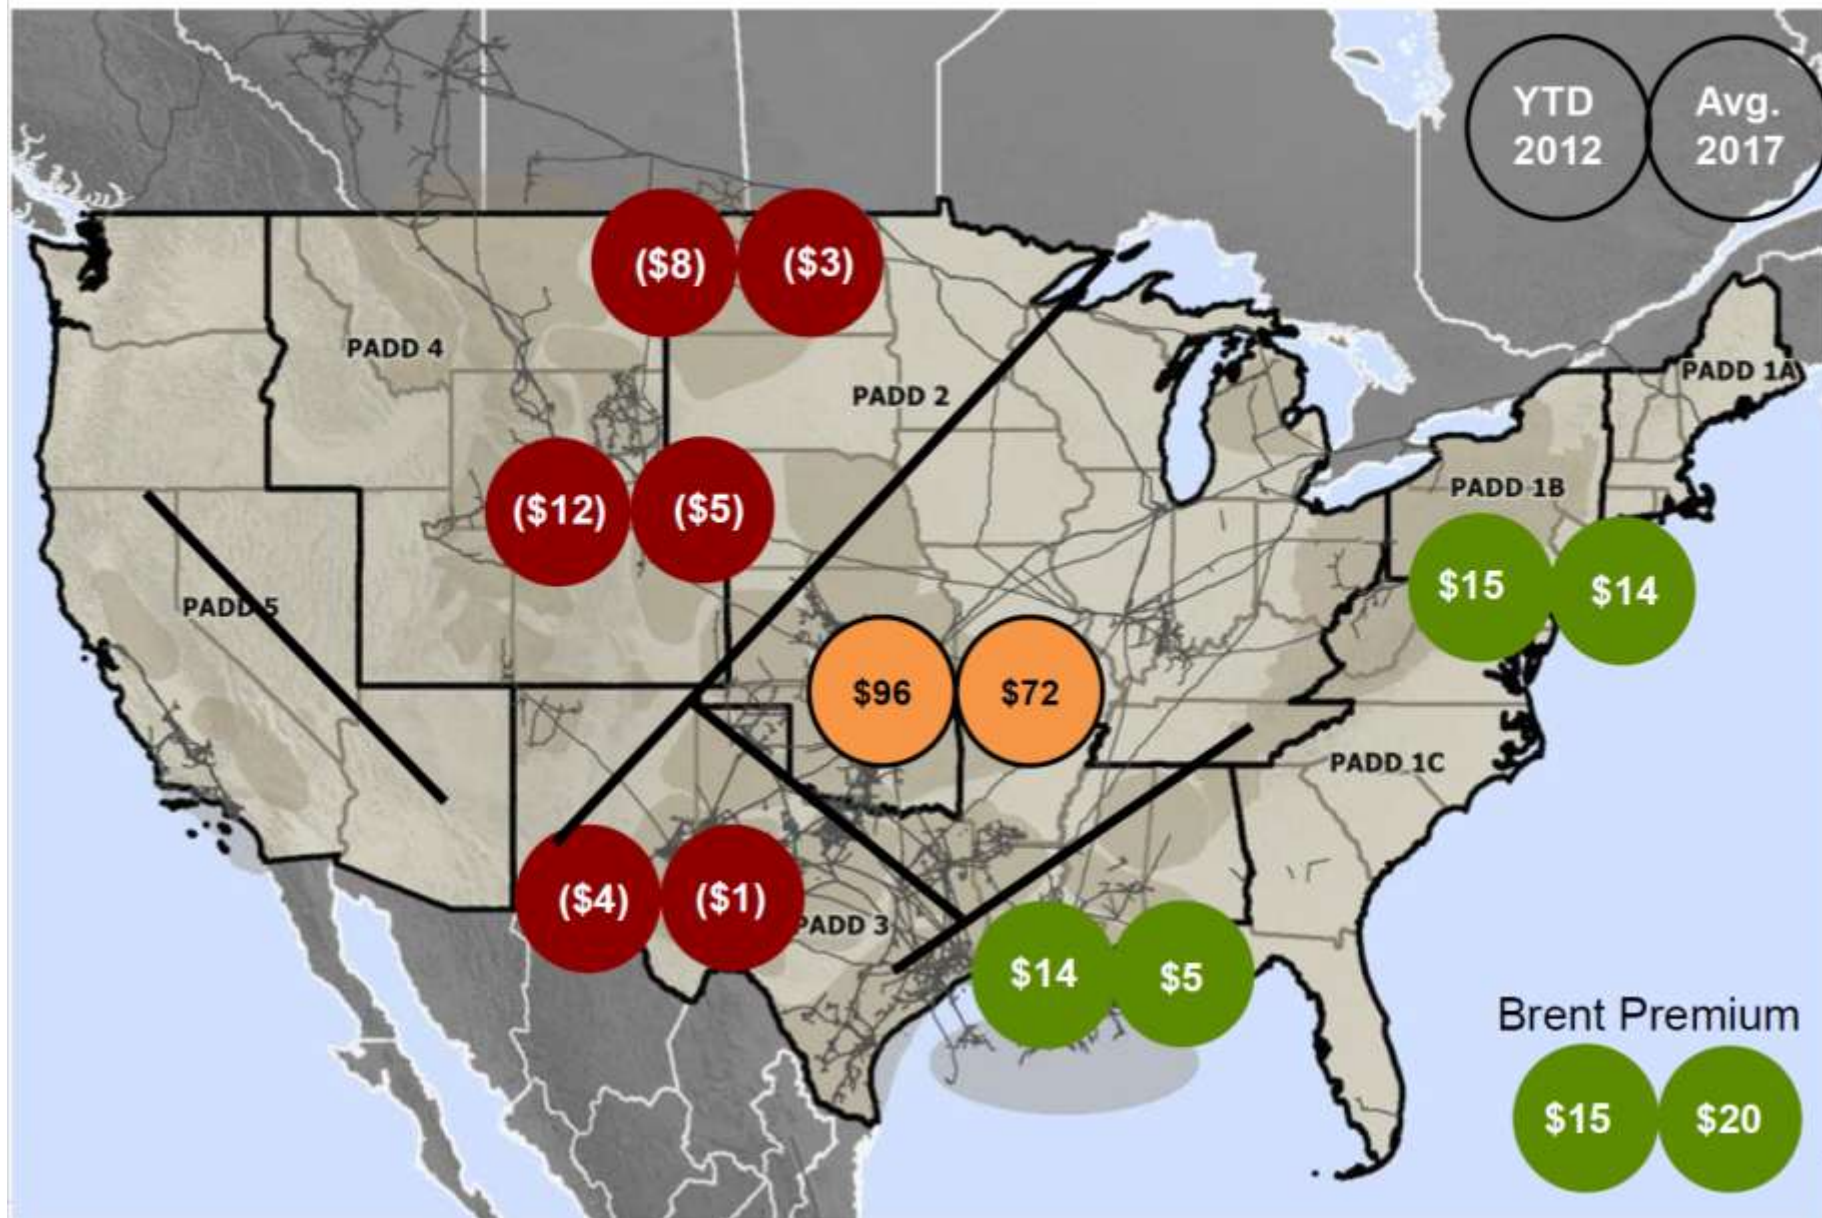 YTD
2012
Avg.
2017
($8)
($3)
PADD 4
PADD 2
PADD 1A
($12)
($5)
PADD 1B
PADD 5
$15
$14
$96
$72
PADD 1C
($4)
($1)
PADD 3
$14
$5
Brent Premium
$15
$20